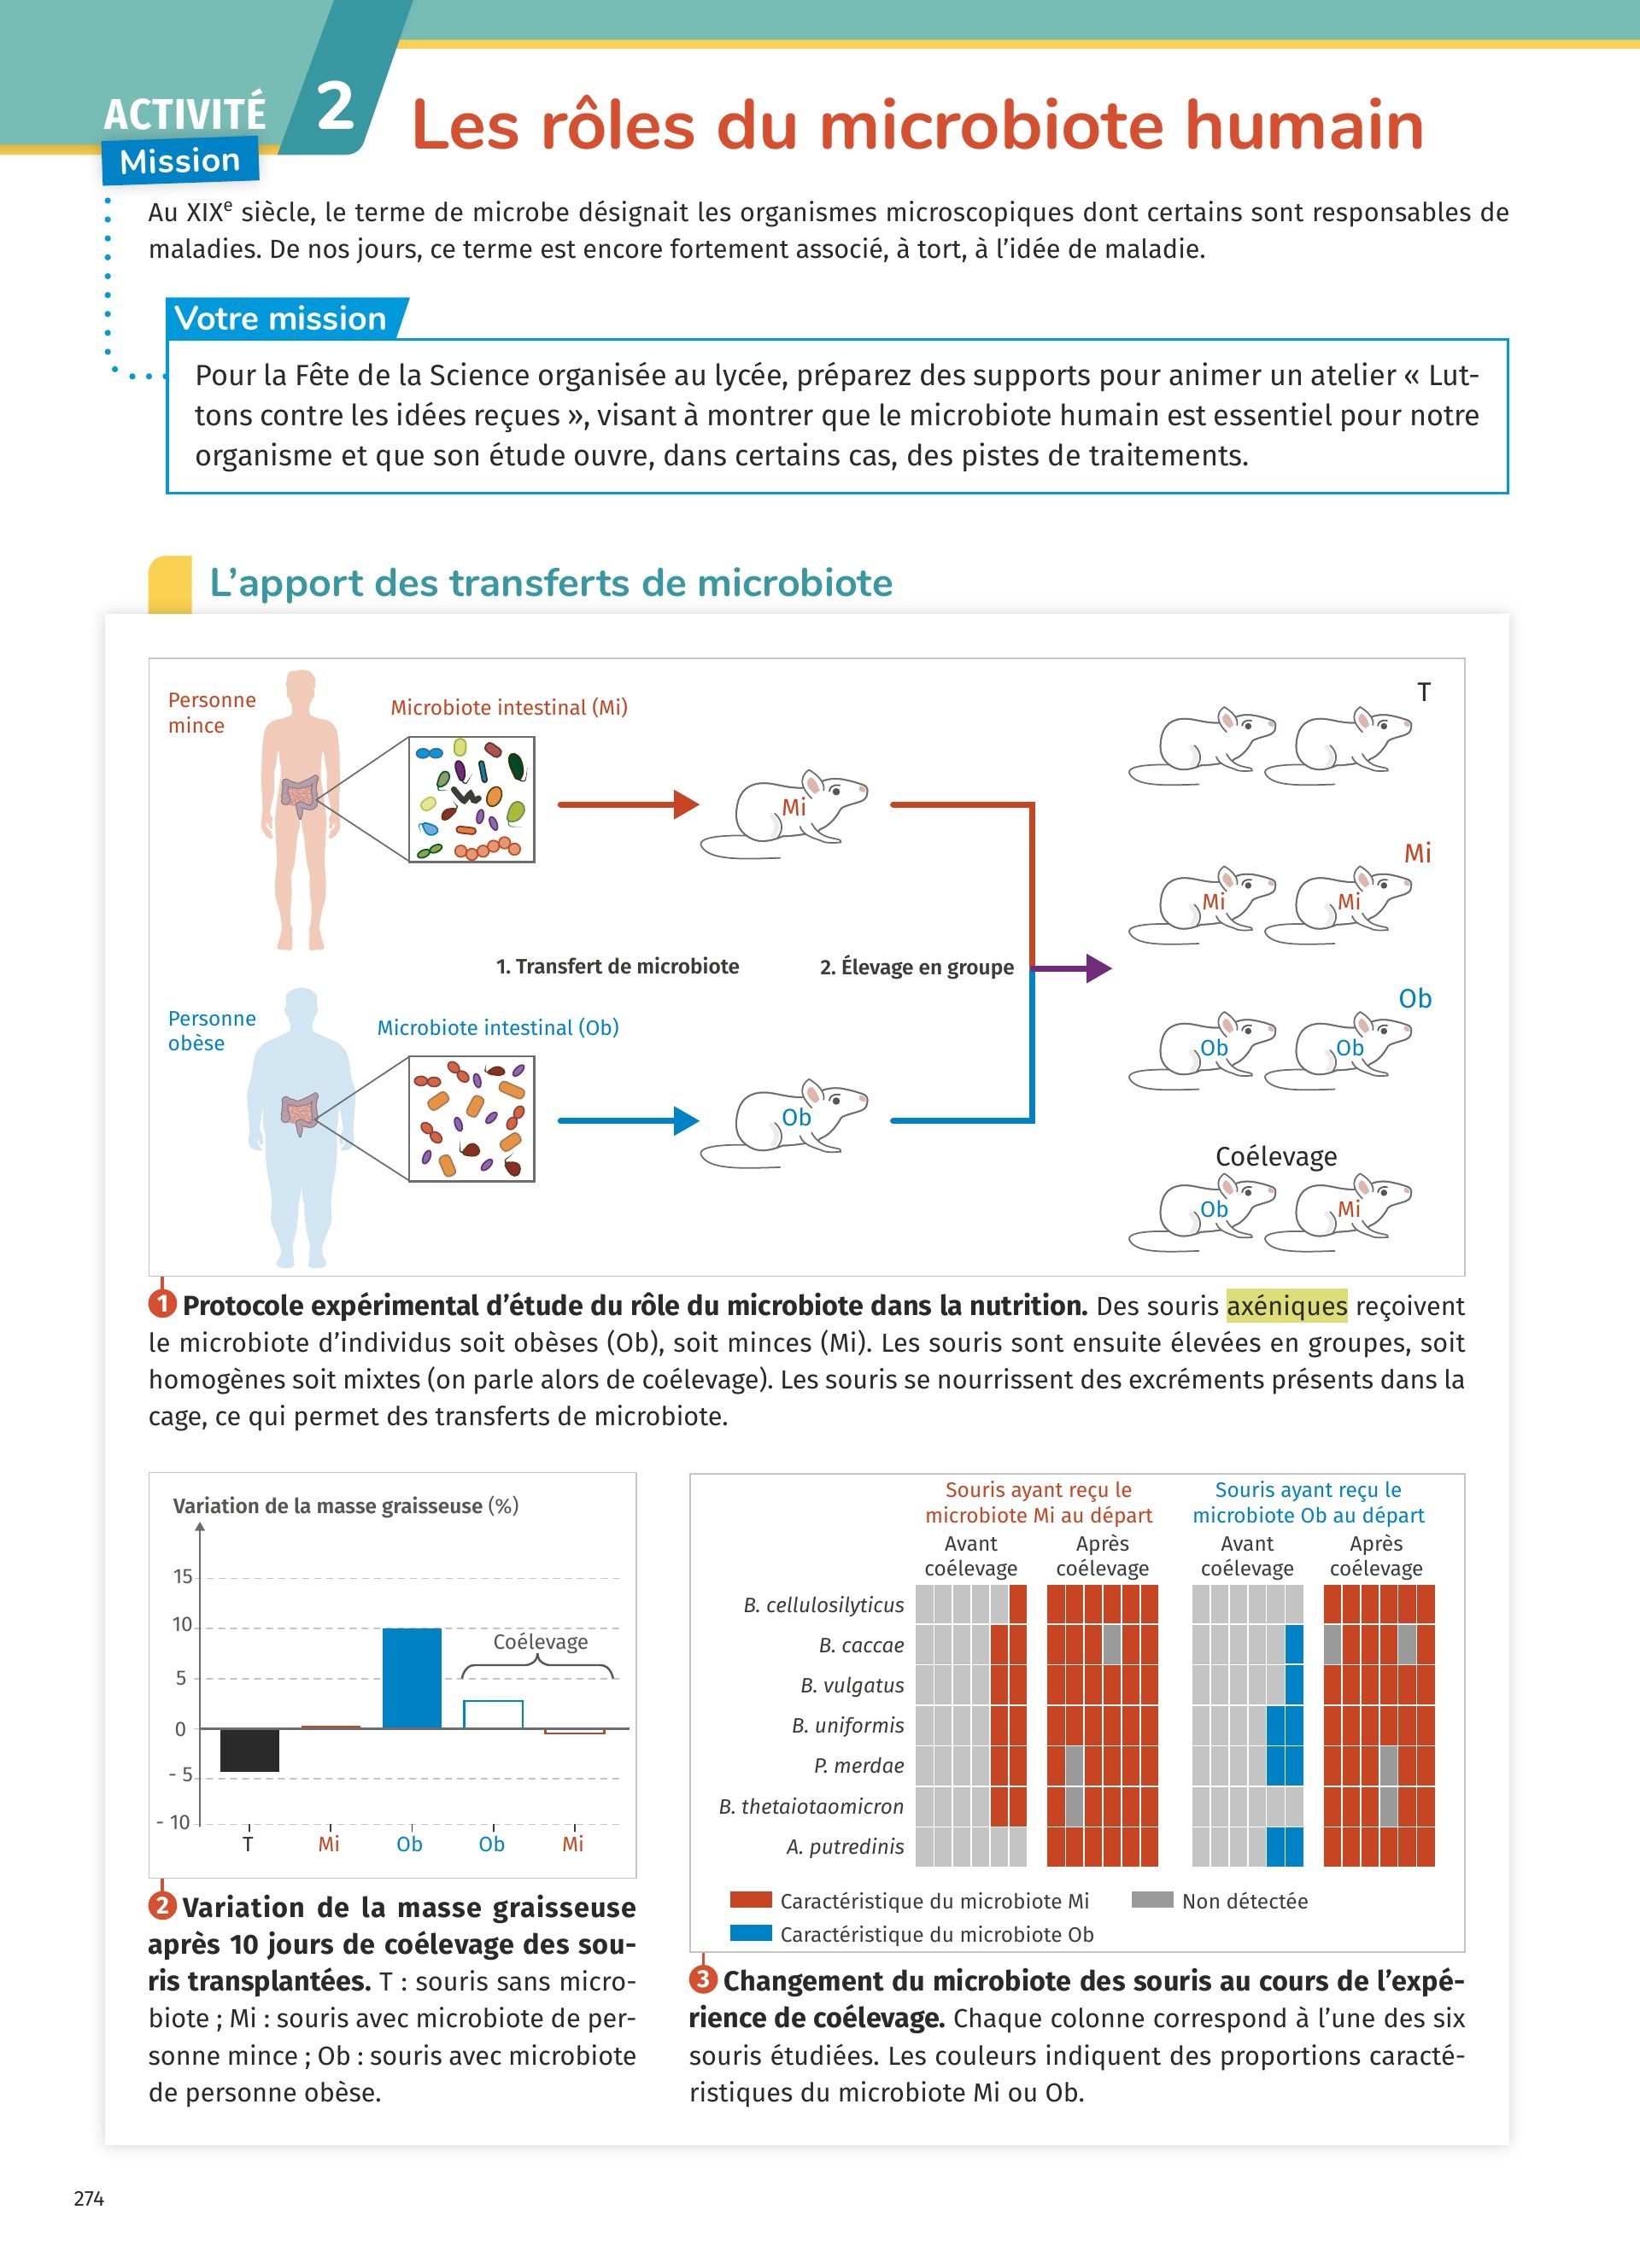 ACTIVITÉ 2
Les rôles du microbiote humain
Mission
Au XIXe siècle, le terme de microbe désignait les organismes microscopiques dont certains sont responsables de
maladies. De nos jours, ce terme est encore fortement associé, à tort, à l’idée de maladie.
Votre mission
Pour la Fête de la Science organisée au lycée, préparez des supports pour animer un atelier « Lut-
tons contre les idées reçues », visant à montrer que le microbiote humain est essentiel pour notre
organisme et que son étude ouvre, dans certains cas, des pistes de traitements.
L’apport des transferts de microbiote
Personne
mince
Microbiote intestinal (Mi)
Mi
1. Transfert de microbiote
2. Élevage en groupe
Personne
obèse
Microbiote intestinal (Ob)
Ob
T
Mi
Mi Mi
Ob
Ob Ob
Coélevage
Ob Mi
1 Protocole expérimental d’étude du rôle du microbiote dans la nutrition. Des souris axéniques reçoivent
le microbiote d’individus soit obèses (Ob), soit minces (Mi). Les souris sont ensuite élevées en groupes, soit
homogènes soit mixtes (on parle alors de coélevage). Les souris se nourrissent des excréments présents dans la
cage, ce qui permet des transferts de microbiote.
Variation de la masse graisseuse (%)
15
10
Coélevage
5
0
- 5
- 10
T Mi Ob Ob Mi
2 Variation de la masse graisseuse
après 10 jours de coélevage des sou-
ris transplantées. T : souris sans micro-
biote ; Mi : souris avec microbiote de per-
sonne mince ; Ob : souris avec microbiote
de personne obèse.
Souris ayant reçu le
microbiote Mi au départ
Souris ayant reçu le
microbiote Ob au départ
Avant
coélevage
Après
coélevage
Avant
coélevage
Après
coélevage
B. cellulosilyticus
B. caccae
B. vulgatus
B. uniformis
P. merdae
B. thetaiotaomicron
A. putredinis
Caractéristique du microbiote Mi
Non détectée
Caractéristique du microbiote Ob
3 Changement du microbiote des souris au cours de l’expé-
rience de coélevage. Chaque colonne correspond à l’une des six
souris étudiées. Les couleurs indiquent des proportions caracté-
ristiques du microbiote Mi ou Ob.
274